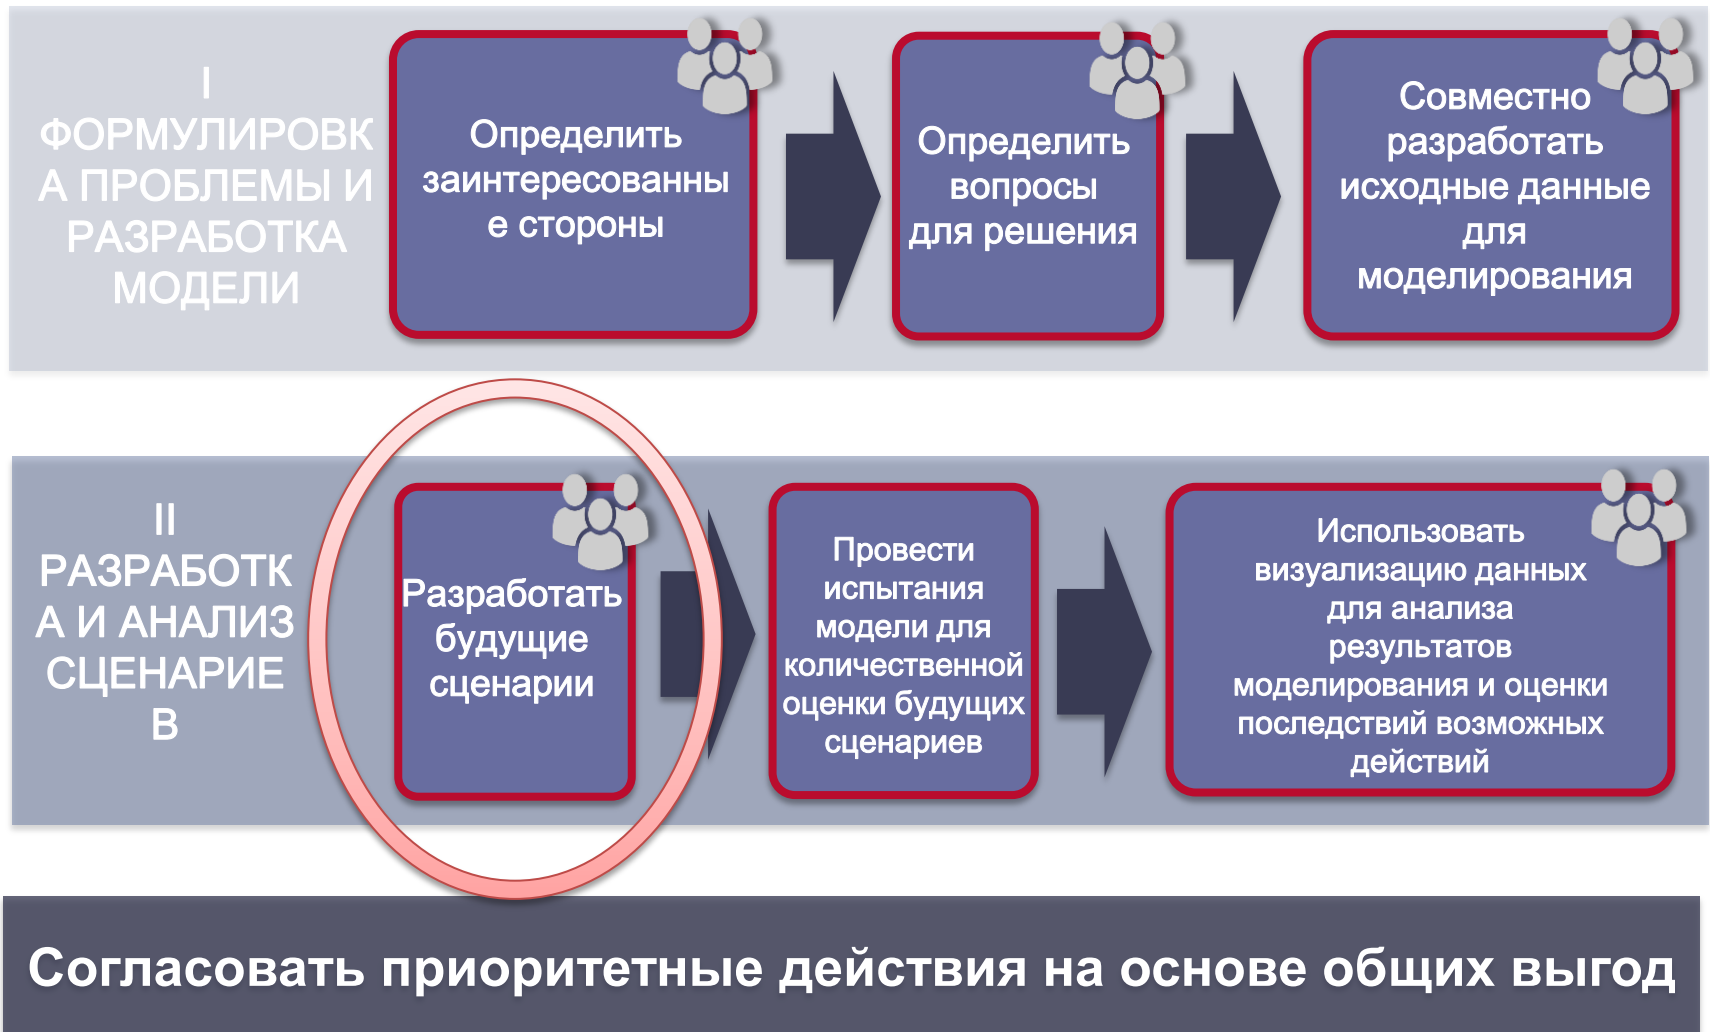 I
ФОРМУЛИРОВК
А ПРОБЛЕМЫ И
РАЗРАБОТКА
МОДЕЛИ
Определить
заинтересованны
е стороны
Определить
вопросы
для решения
Совместно
разработать
исходные данные
для
моделирования
II
РАЗРАБОТК
А И АНАЛИЗ
СЦЕНАРИЕ
В
Разработать
будущие
сценарии
Провести
испытания
модели для
количественной
оценки будущих
сценариев
Использовать
визуализацию данных
для анализа
результатов
моделирования и оценки
последствий возможных
действий
Согласовать приоритетные действия на основе общих выгод